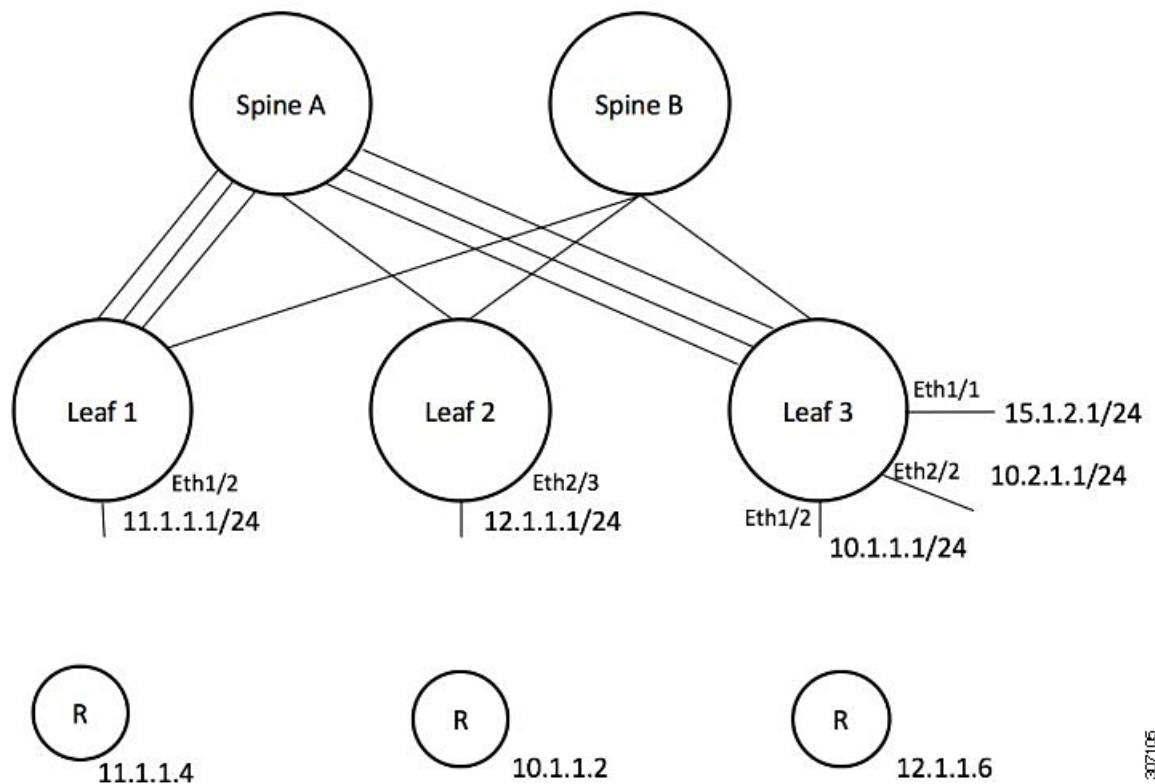 Spine A
Spine B
Leaf 1
Leaf 2
Leaf 3
Eth1/1
15.1.2.1/24
Eth1/2
11.1.1.1/24
Eth2/3
12.1.1.1/24
Eth2/2
10.2.1.1/24
Eth1/2
10.1.1.1/24
R
11.1.1.4
R
10.1.1.2
R
12.1.1.6
307105